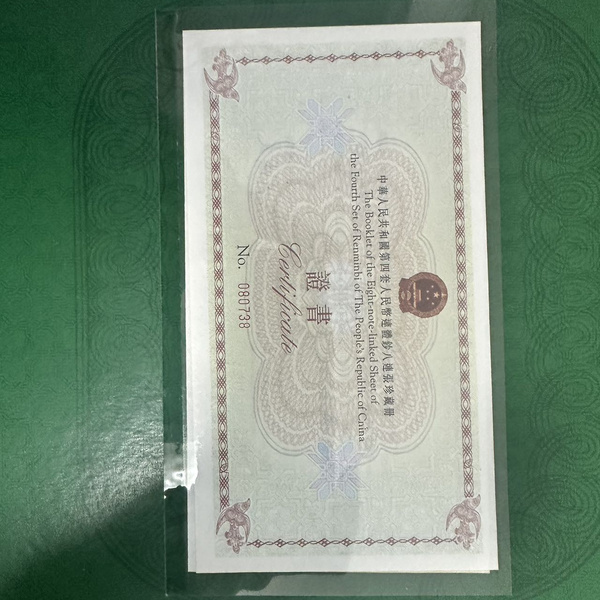 中華人民共和國第四套人民幣連體鈔八連張珍藏册
The Booklet of the Eight-note-linked Sheet of
the Fourth Set of Renminbi of The People's Republic of Cnina
證書
Certificate
No. 080738